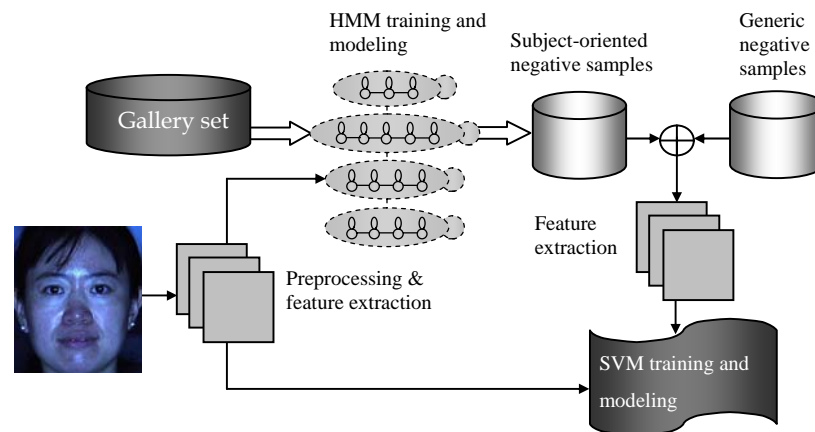 HMM training and
modeling
Subject-oriented
negative samples
Generic
negative
samples
Gallery set
Feature
extraction
Preprocessing &
feature extraction
SVM training and
modeling